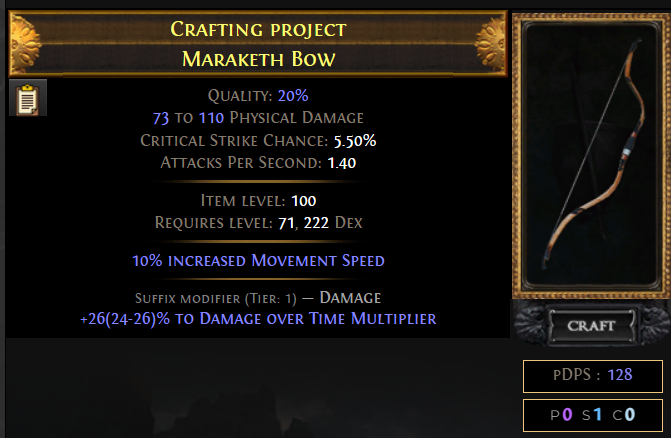 Crafting project
Maraketh Bow
Quality: 20%
73 to 110 Physical Damage
Critical Strike Chance: 5.50%
Attacks Per Second: 1.40
Item level: 100
Requires level: 71, 222 Dex
10% increased Movement Speed
Suffix modifier (Tier: 1) — Damage
+26(24-26)% to Damage over Time Multiplier
CRAFT
pDPS : 128
P0 S1 C0